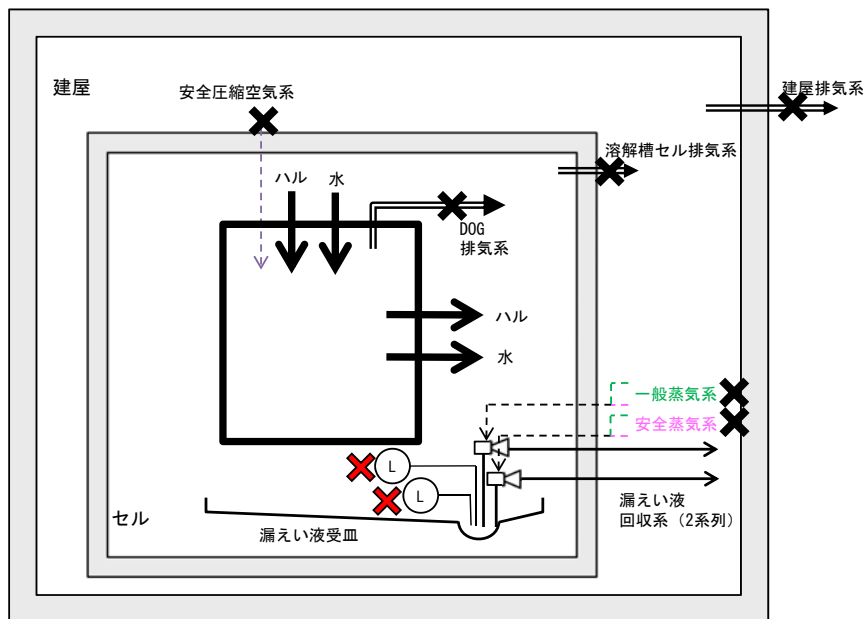 建屋
安全圧縮空気系
建屋排気系
溶解槽セル排気系
ハル
水
DOG
排気系
ハル
水
一般蒸気系
安全蒸気系
L
L
漏えい液
回収系（2系列）
セル
漏えい液受皿